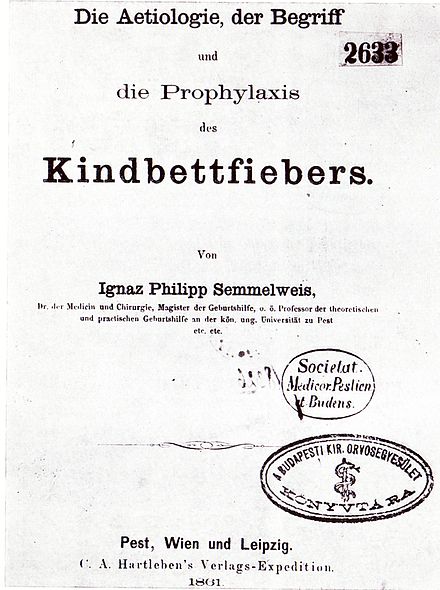 Die Aetiologie, der Begriff
2633
und
die Prophylaxis
des
Kindbettfiebers.
Von
Ignaz Philipp Semmelweis,
Dr. der Medicin und Chirurgie, Magister der Geburtshilfe, o. ö. Professor der theoretischen
und practischen Geburtshilfe an der kön. ung. Universität zu Pest
etc. etc.
Societat.
Medicor. Pestien
et Budens.
A BUDAPESTI KIR. ORVOSEGYESÜLET
KÖNYVTÁRA
Pest, Wien und Leipzig.
C. A. Hartleben's Verlags-Expedition.
1861.